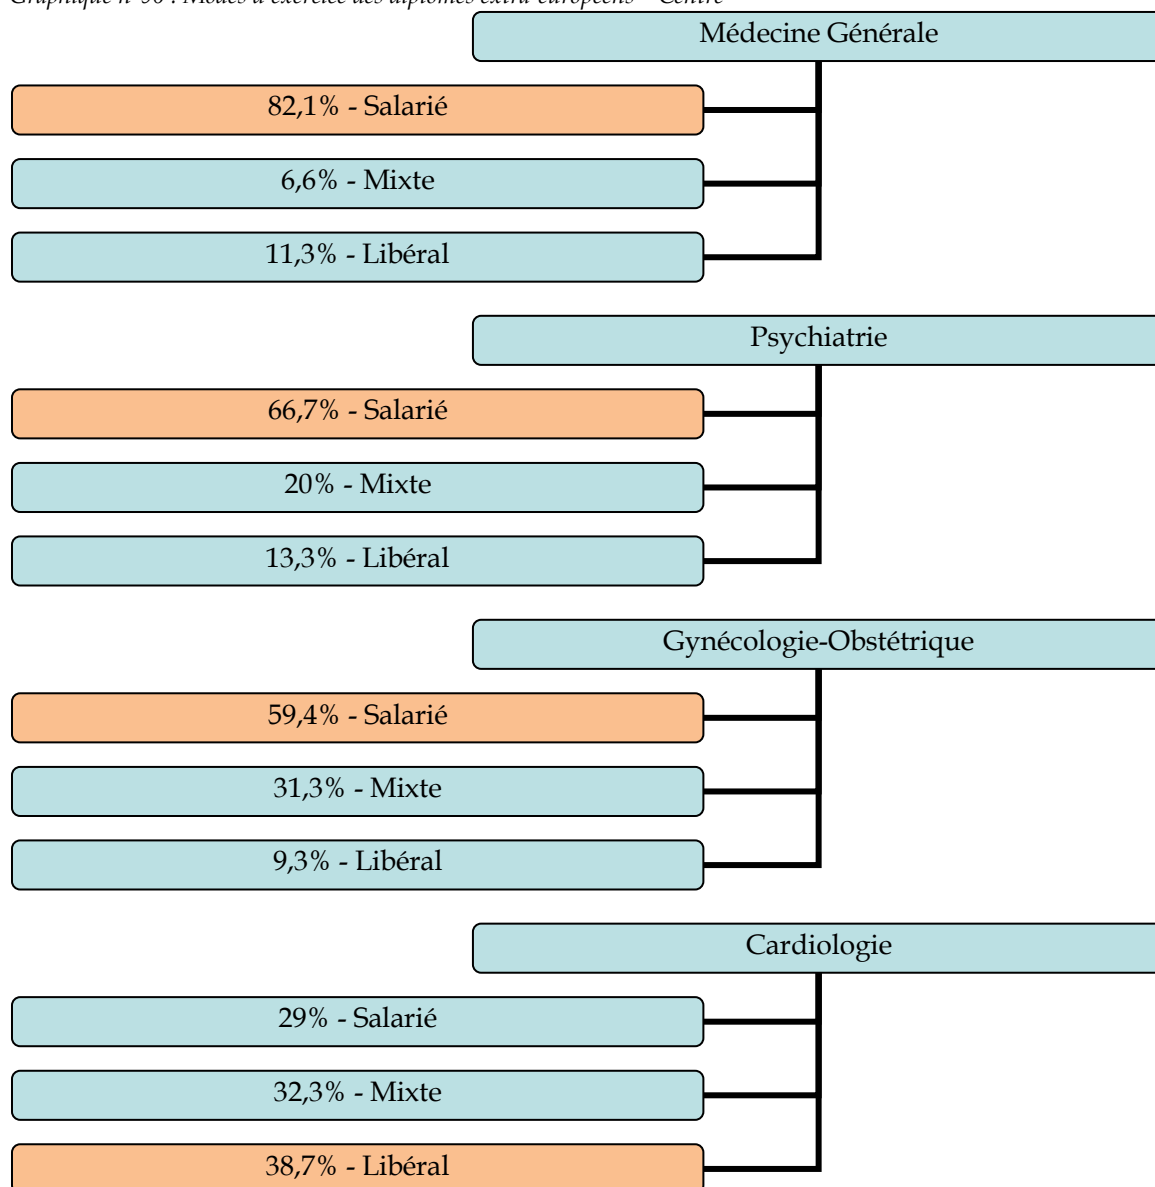 Médecine Générale
82,1% - Salarié
6,6% - Mixte
11,3% - Libéral
Psychiatrie
66,7% - Salarié
20% - Mixte
13,3% - Libéral
Gynécologie-Obstétrique
59,4% - Salarié
31,3% - Mixte
9,3% - Libéral
Cardiologie
29% - Salarié
32,3% - Mixte
38,7% - Libéral